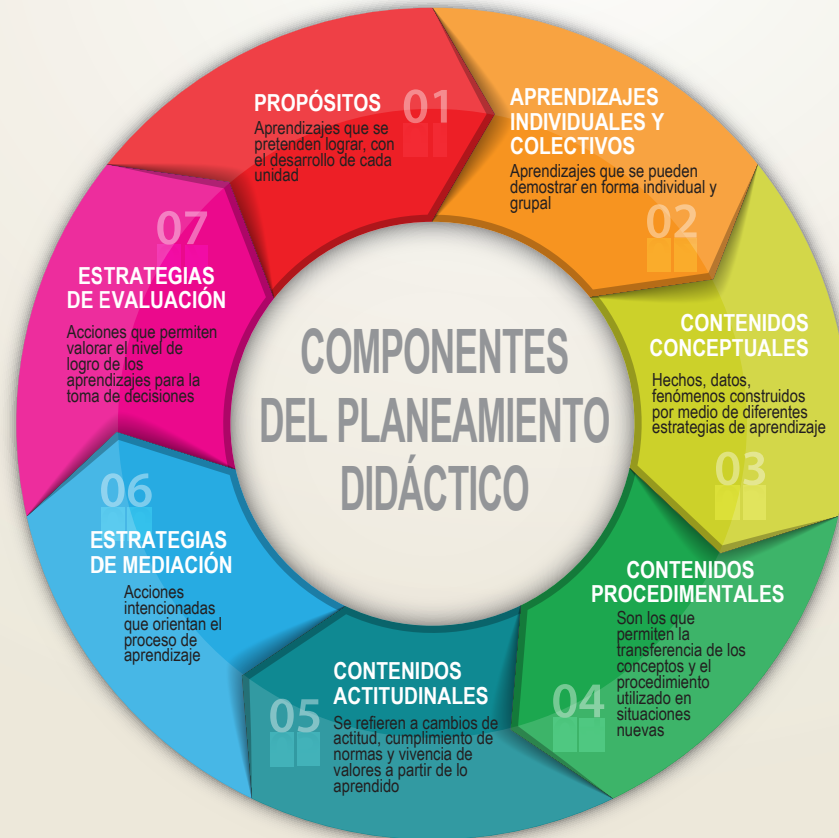 COMPONENTES
DEL PLANEAMIENTO
DIDÁCTICO
01
PROPÓSITOS
Aprendizajes que se
pretenden lograr, con
el desarrollo de cada
unidad
APRENDIZAJES
INDIVIDUALES Y
COLECTIVOS
Aprendizajes que se pueden
demostrar en forma individual y
grupal
02
CONTENIDOS
CONCEPTUALES
Hechos, datos,
fenómenos construidos
por medio de diferentes
estrategias de aprendizaje
03
CONTENIDOS
PROCEDIMENTALES
Son los que
permiten la
transferencia de los
conceptos y el
procedimiento
utilizado en
situaciones
nuevas
04
CONTENIDOS
ACTITUDINALES
05
Se refieren a cambios de
actitud, cumplimiento de
normas y vivencia de
valores a partir de lo
aprendido
06
ESTRATEGIAS
DE MEDIACIÓN
Acciones
intencionadas
que orientan el
proceso de
aprendizaje
07
ESTRATEGIAS
DE EVALUACIÓN
Acciones que permiten
valorar el nivel de
logro de los
aprendizajes para la
toma de decisiones